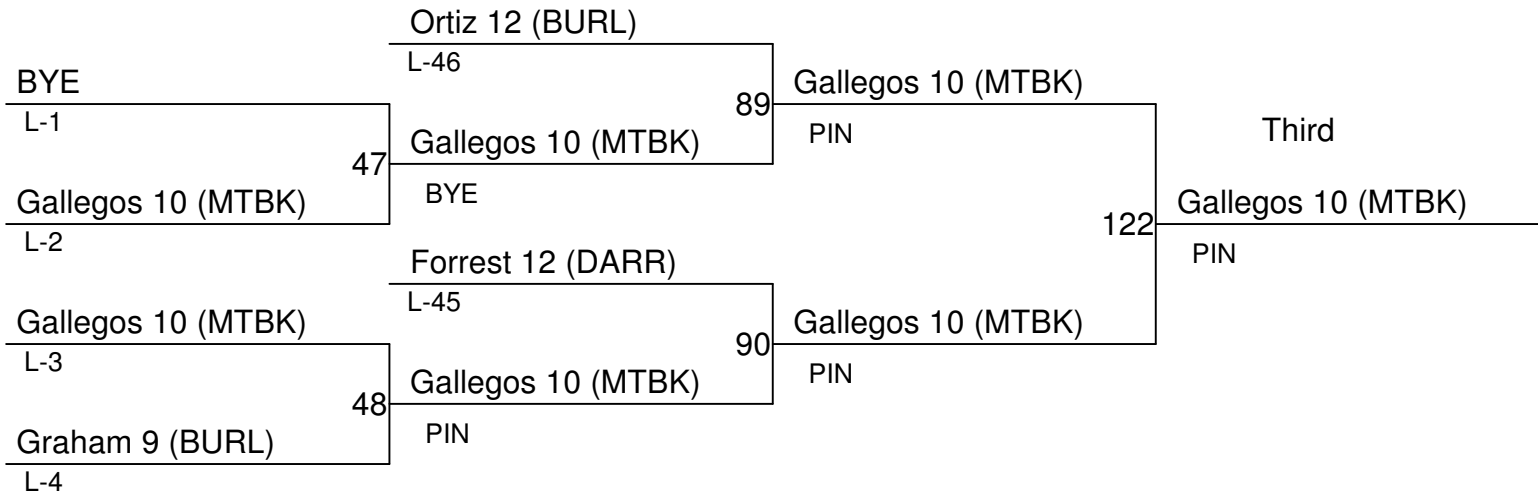 Ortiz 12 (BURL)
L-46
BYE
L-1
89
Gallegos 10 (MTBK)
PIN
Third
47
Gallegos 10 (MTBK)
BYE
Gallegos 10 (MTBK)
L-2
122
Gallegos 10 (MTBK)
PIN
Forrest 12 (DARR)
L-45
Gallegos 10 (MTBK)
L-3
90
Gallegos 10 (MTBK)
PIN
48
Gallegos 10 (MTBK)
PIN
Graham 9 (BURL)
L-4